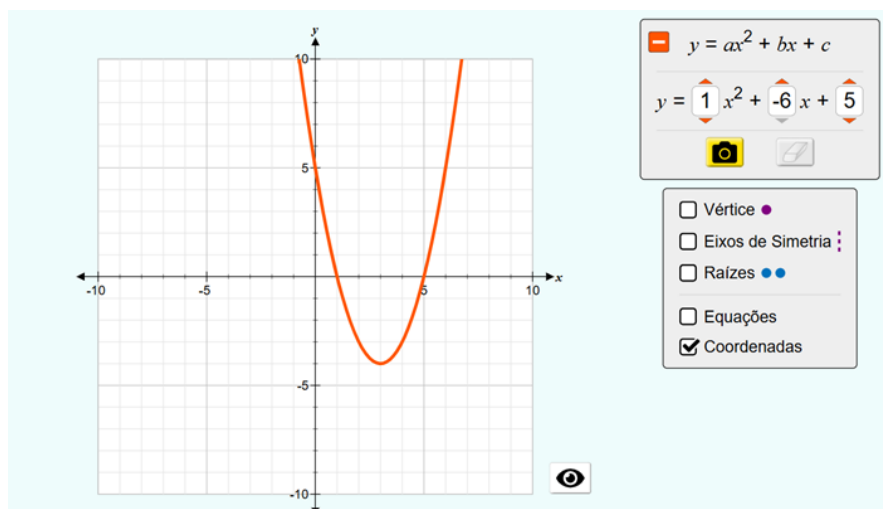 y
10
5
-10
-5
5
10
x
-5
-10
y = ax² + bx + c
y = 1 x² + -6 x + 5
Vértice
Eixos de Simetria
Raízes
Equações
Coordenadas